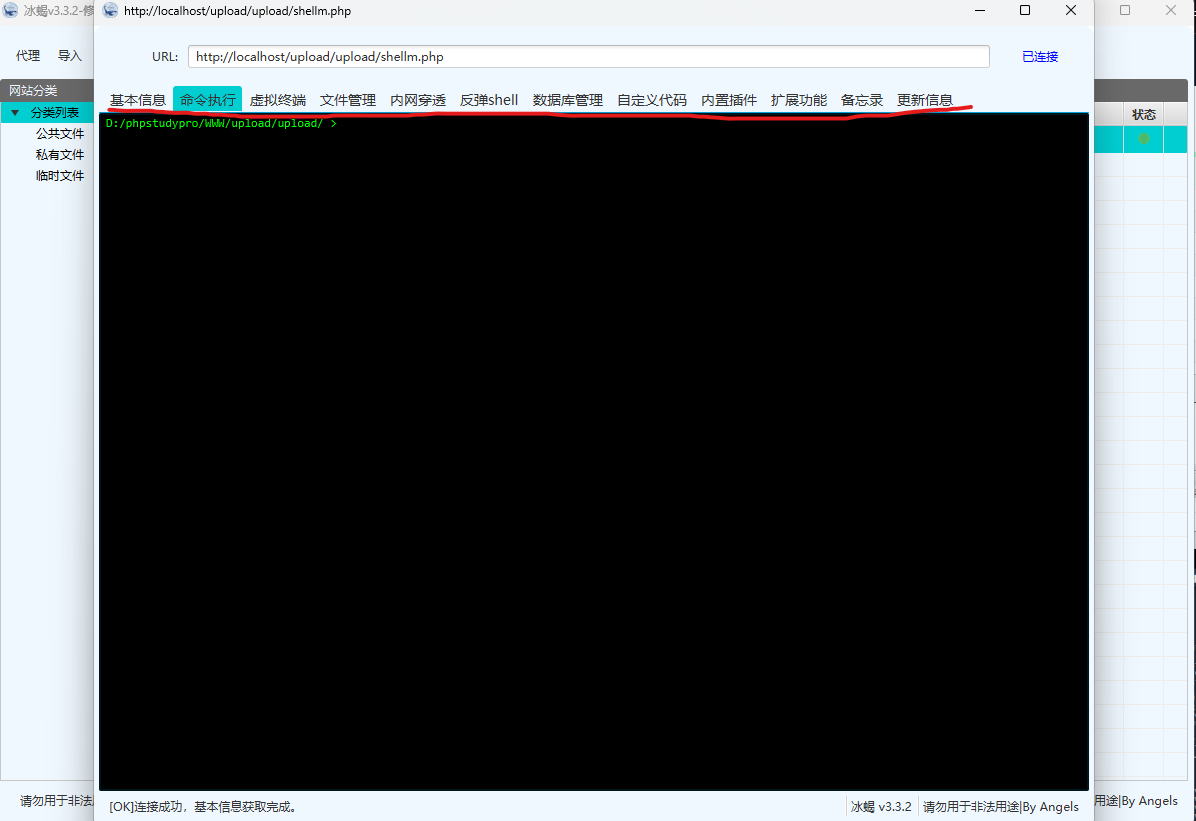 冰蝎v3.3.2-修
http://localhost/upload/upload/shellm.php
代理 导入
URL: http://localhost/upload/upload/shellm.php 已连接
网站分类
基本信息 命令执行 虚拟终端 文件管理 内网穿透 反弹shell 数据库管理 自定义代码 内置插件 扩展功能 备忘录 更新信息
分类列表
状态
D:/phpstudypro/WWW/upload/upload/ >
公共文件
私有文件
临时文件
请勿用于非法
用途|By Angels
[OK]连接成功，基本信息获取完成。 冰蝎 v3.3.2 请勿用于非法用途|By Angels